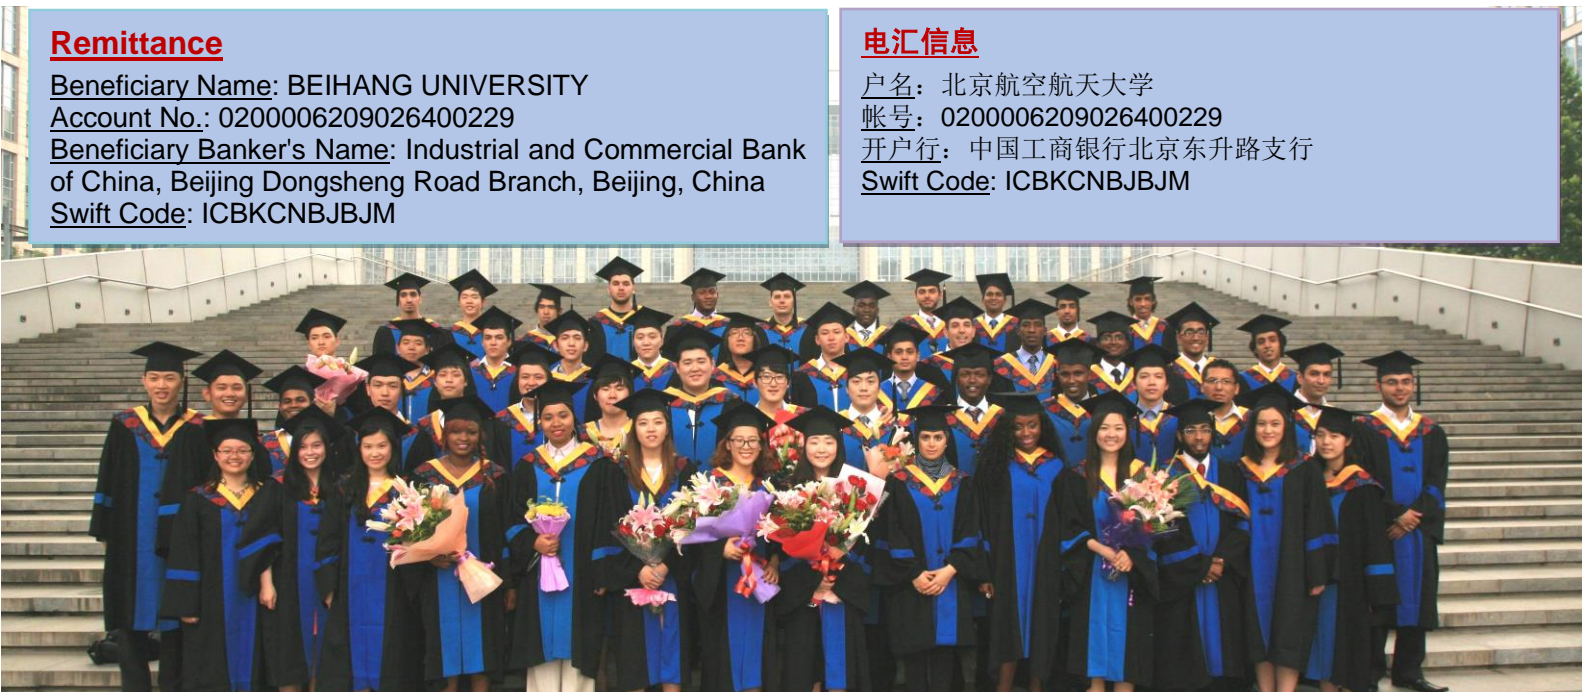 Remittance
Beneficiary Name: BEIHANG UNIVERSITY
Account No.: 0200006209026400229
Beneficiary Banker's Name: Industrial and Commercial Bank
of China, Beijing Dongsheng Road Branch, Beijing, China
Swift Code: ICBKCNBJBJM
电汇信息
户名：北京航空航天大学
帐号：0200006209026400229
开户行：中国工商银行北京东升路支行
Swift Code: ICBKCNBJBJM